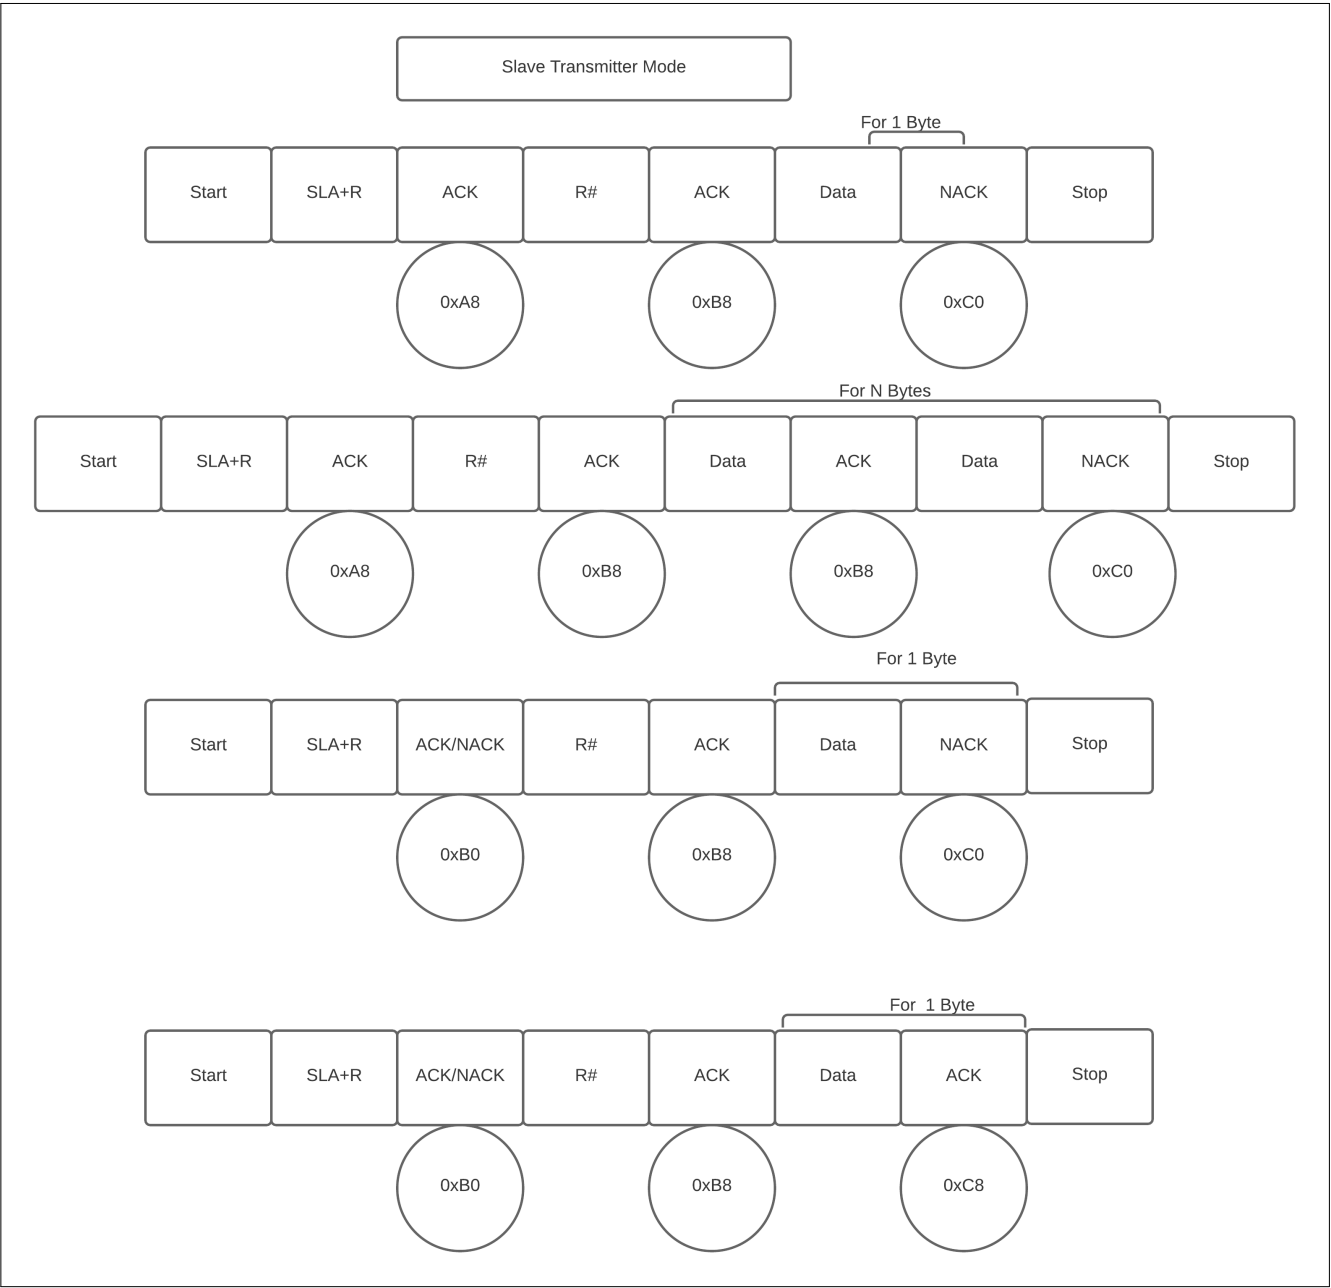 Slave Transmitter Mode
For 1 Byte
Start SLA+R ACK R# ACK Data NACK Stop
0xA8 0xB8 0xC0
For N Bytes
Start SLA+R ACK R# ACK Data ACK Data NACK Stop
0xA8 0xB8 0xB8 0xC0
For 1 Byte
Start SLA+R ACK/NACK R# ACK Data NACK Stop
0xB0 0xB8 0xC0
For 1 Byte
Start SLA+R ACK/NACK R# ACK Data ACK Stop
0xB0 0xB8 0xC8